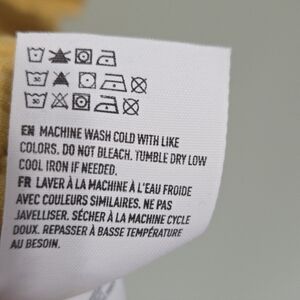 EN MACHINE WASH COLD WITH LIKE
COLORS. DO NOT BLEACH. TUMBLE DRY LOW
COOL IRON IF NEEDED.
FR LAVER À LA MACHINE À L'EAU FROIDE
AVEC COULEURS SIMILAIRES. NE PAS
JAVELLISER. SÉCHER À LA MACHINE CYCLE
DOUX. REPASSER À BASSE TEMPÉRATURE
AU BESOIN.